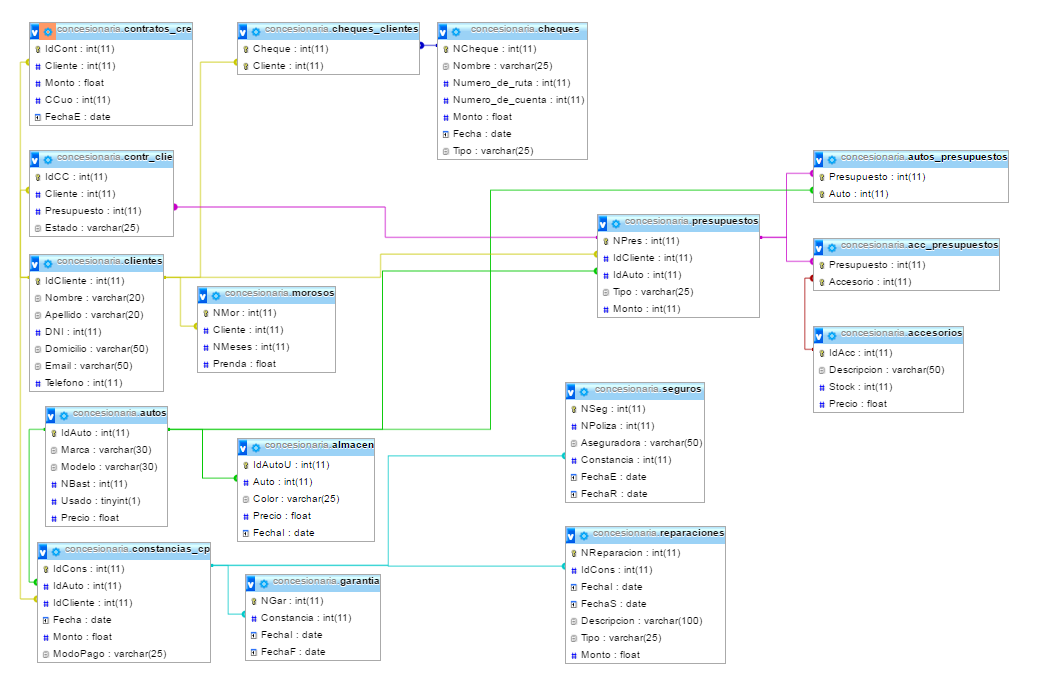 concesionaria.contratos_cre
IdCont : int(11)
Cliente : int(11)
Monto : float
CCuo : int(11)
FechaE : date
concesionaria.cheques_clientes
Cheque : int(11)
Cliente : int(11)
concesionaria.cheques
NCheque : int(11)
Nombre : varchar(25)
Numero_de_ruta : int(11)
Numero_de_cuenta : int(11)
Monto : float
Fecha : date
Tipo : varchar(25)
concesionaria.contr_clie
IdCC : int(11)
Cliente : int(11)
Presupuesto : int(11)
Estado : varchar(25)
concesionaria.autos_presupuestos
Presupuesto : int(11)
Auto : int(11)
concesionaria.presupuestos
NPres : int(11)
IdCliente : int(11)
IdAuto : int(11)
Tipo : varchar(25)
Monto : int(11)
concesionaria.acc_presupuestos
Presupuesto : int(11)
Accesorio : int(11)
concesionaria.clientes
IdCliente : int(11)
Nombre : varchar(20)
Apellido : varchar(20)
DNI : int(11)
Domicilio : varchar(50)
Email : varchar(50)
Telefono : int(11)
concesionaria.morosos
NMor : int(11)
Cliente : int(11)
NMeses : int(11)
Prenda : float
concesionaria.accesorios
IdAcc : int(11)
Descripcion : varchar(50)
Stock : int(11)
Precio : float
concesionaria.seguros
NSeg : int(11)
NPoliza : int(11)
Aseguradora : varchar(50)
Constancia : int(11)
FechaE : date
FechaR : date
concesionaria.autos
IdAuto : int(11)
Marca : varchar(30)
Modelo : varchar(30)
NBast : int(11)
Usado : tinyint(1)
Precio : float
concesionaria.almacen
IdAutoU : int(11)
Auto : int(11)
Color : varchar(25)
Precio : float
FechaI : date
concesionaria.reparaciones
NReparacion : int(11)
IdCons : int(11)
FechaI : date
FechaS : date
Descripcion : varchar(100)
Tipo : varchar(25)
Monto : float
concesionaria.constancias_cp
IdCons : int(11)
IdAuto : int(11)
IdCliente : int(11)
Fecha : date
Monto : float
ModoPago : varchar(25)
concesionaria.garantia
NGar : int(11)
Constancia : int(11)
FechaI : date
FechaF : date